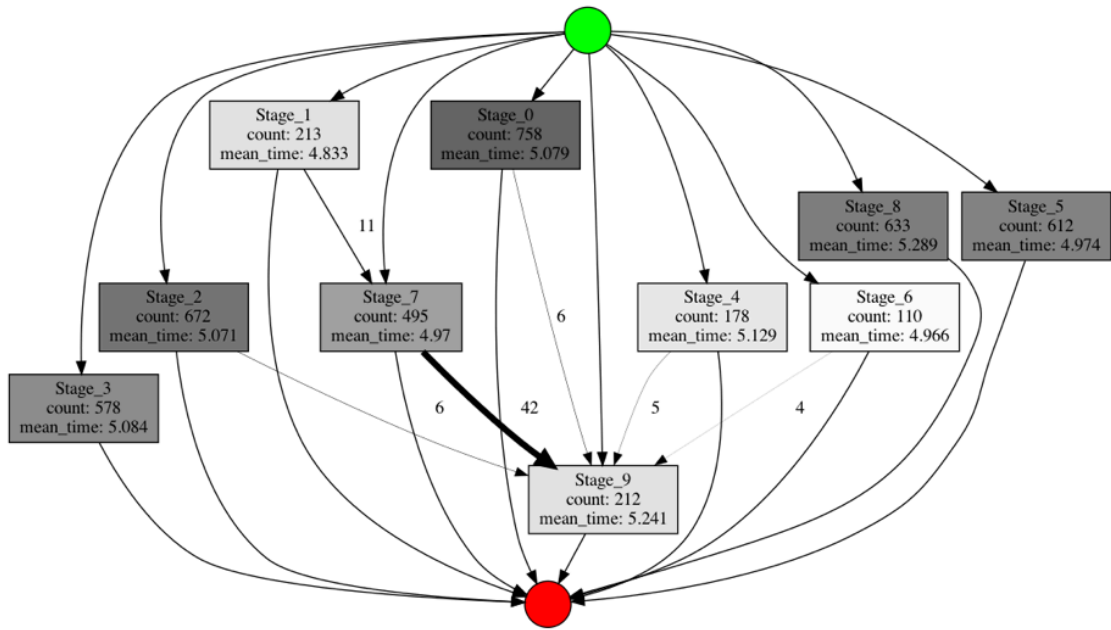 Stage_1
count: 213
mean_time: 4.833
Stage_0
count: 758
mean_time: 5.079
Stage_8
count: 633
mean_time: 5.289
Stage_5
count: 612
mean_time: 4.974
11
Stage_2
count: 672
mean_time: 5.071
Stage_7
count: 495
mean_time: 4.97
6
Stage_4
count: 178
mean_time: 5.129
Stage_6
count: 110
mean_time: 4.966
Stage_3
count: 578
mean_time: 5.084
6
42
5
4
Stage_9
count: 212
mean_time: 5.241